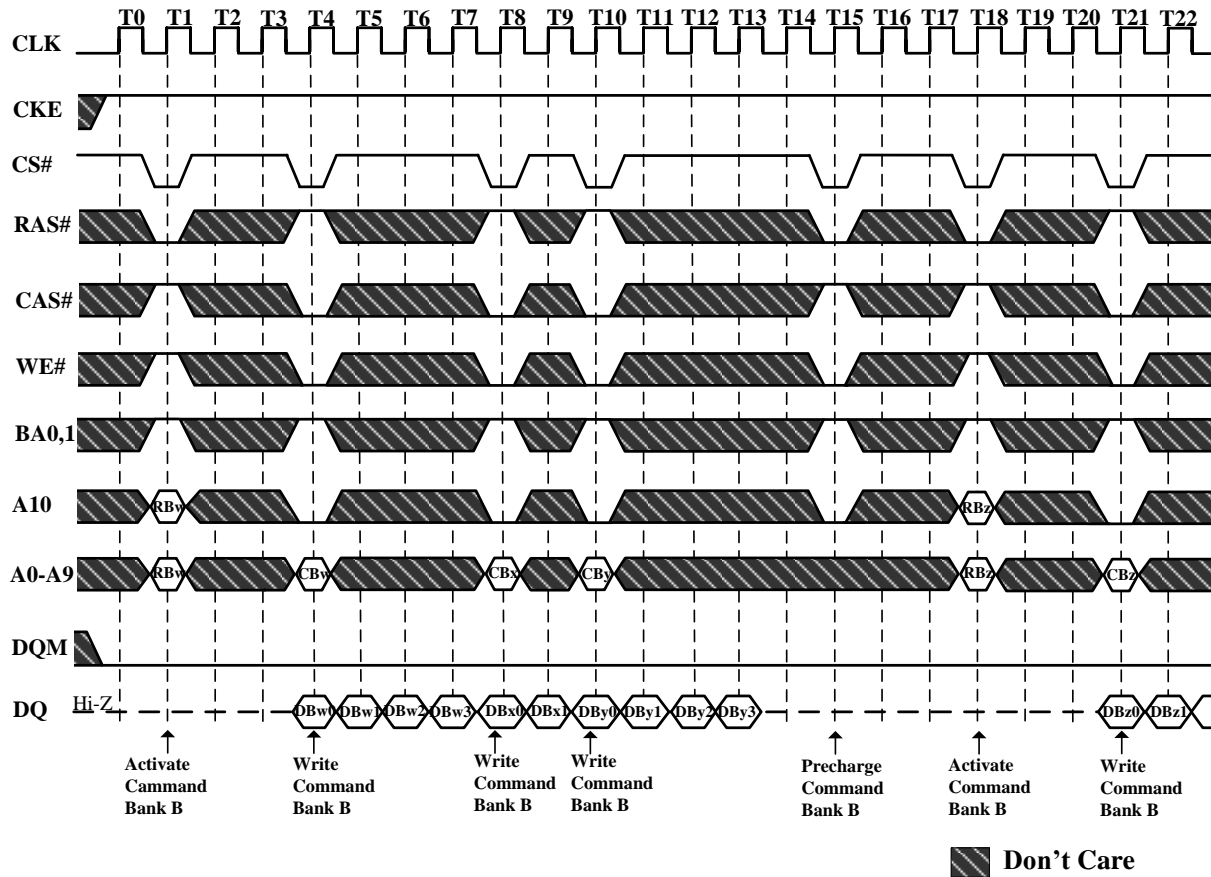 T0 T1 T2 T3 T4 T5 T6 T7 T8 T9 T10 T11 T12 T13 T14 T15 T16 T17 T18 T19 T20 T21 T22
CLK
CKE
CS#
RAS#
CAS#
WE#
BA0,1
A10 RBw RBz
A0-A9 RBw CBw CBx CBy RBz CBz
DQM
DQ Hi-Z DBw0 DBw1 DBw2 DBw3 DBx0 DBx1 DBy0 DBy1 DBy2 DBy3 DBz0 DBz1
Activate Write Write Write Precharge Activate Write
Cammand Command Command Command Command Command Command
Bank B Bank B Bank B Bank B Bank B Bank B Bank B
Don't Care